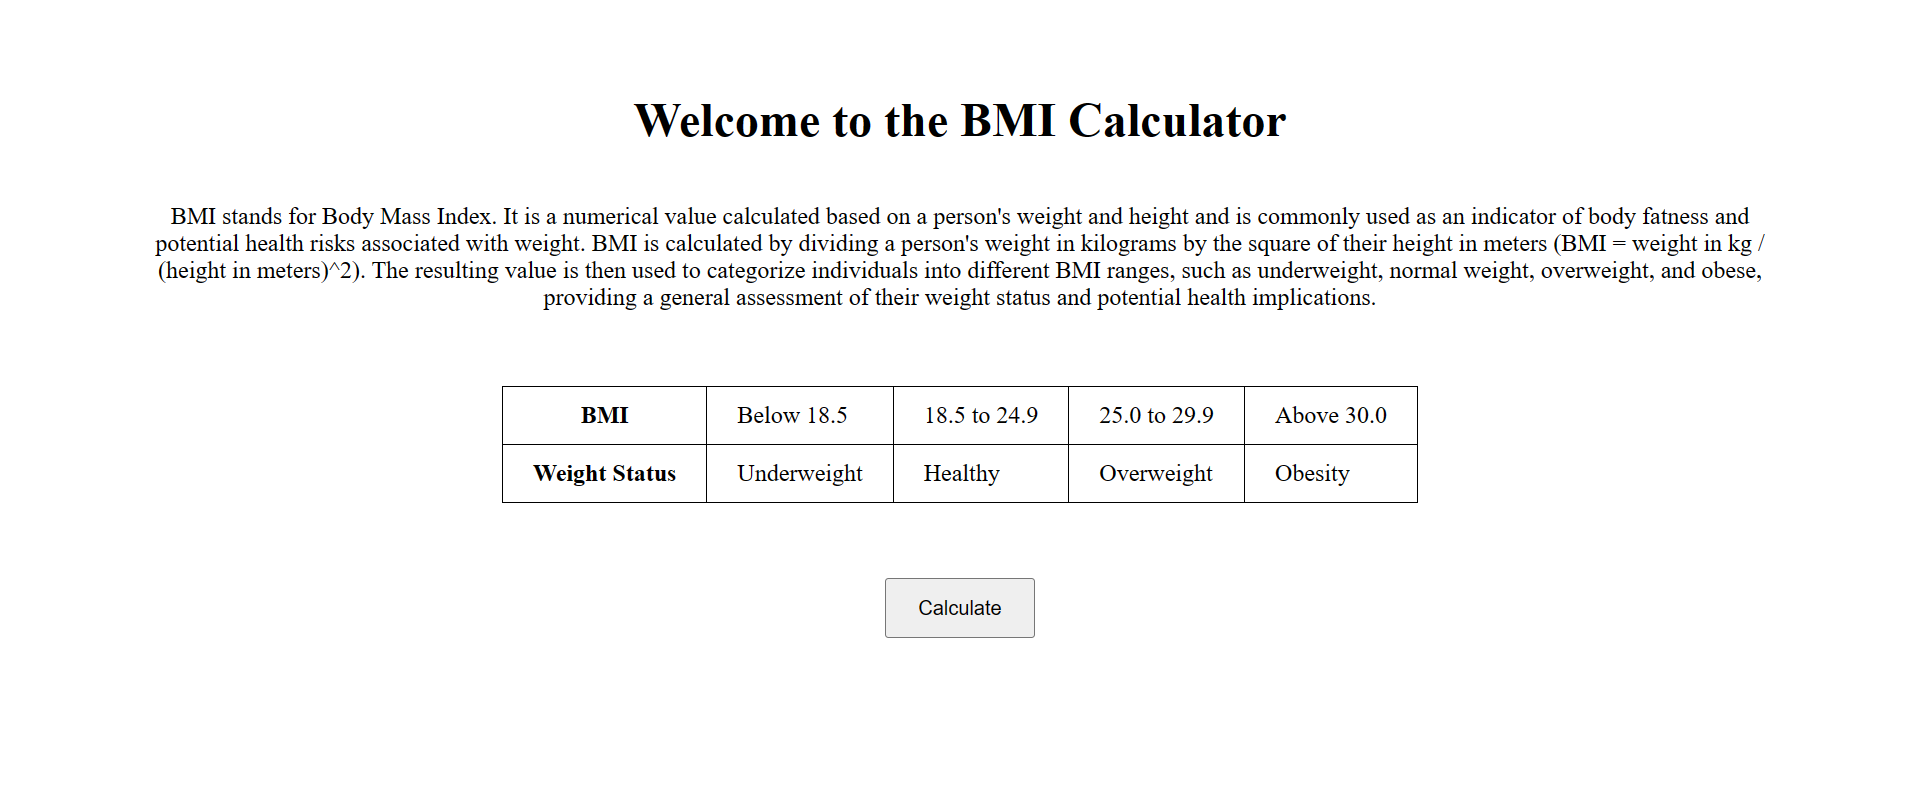 Welcome to the BMI Calculator
BMI stands for Body Mass Index. It is a numerical value calculated based on a person's weight and height and is commonly used as an indicator of body fatness and
potential health risks associated with weight. BMI is calculated by dividing a person's weight in kilograms by the square of their height in meters (BMI = weight in kg /
(height in meters)^2). The resulting value is then used to categorize individuals into different BMI ranges, such as underweight, normal weight, overweight, and obese,
providing a general assessment of their weight status and potential health implications.
BMI Below 18.5 18.5 to 24.9 25.0 to 29.9 Above 30.0
Weight Status Underweight Healthy Overweight Obesity
Calculate